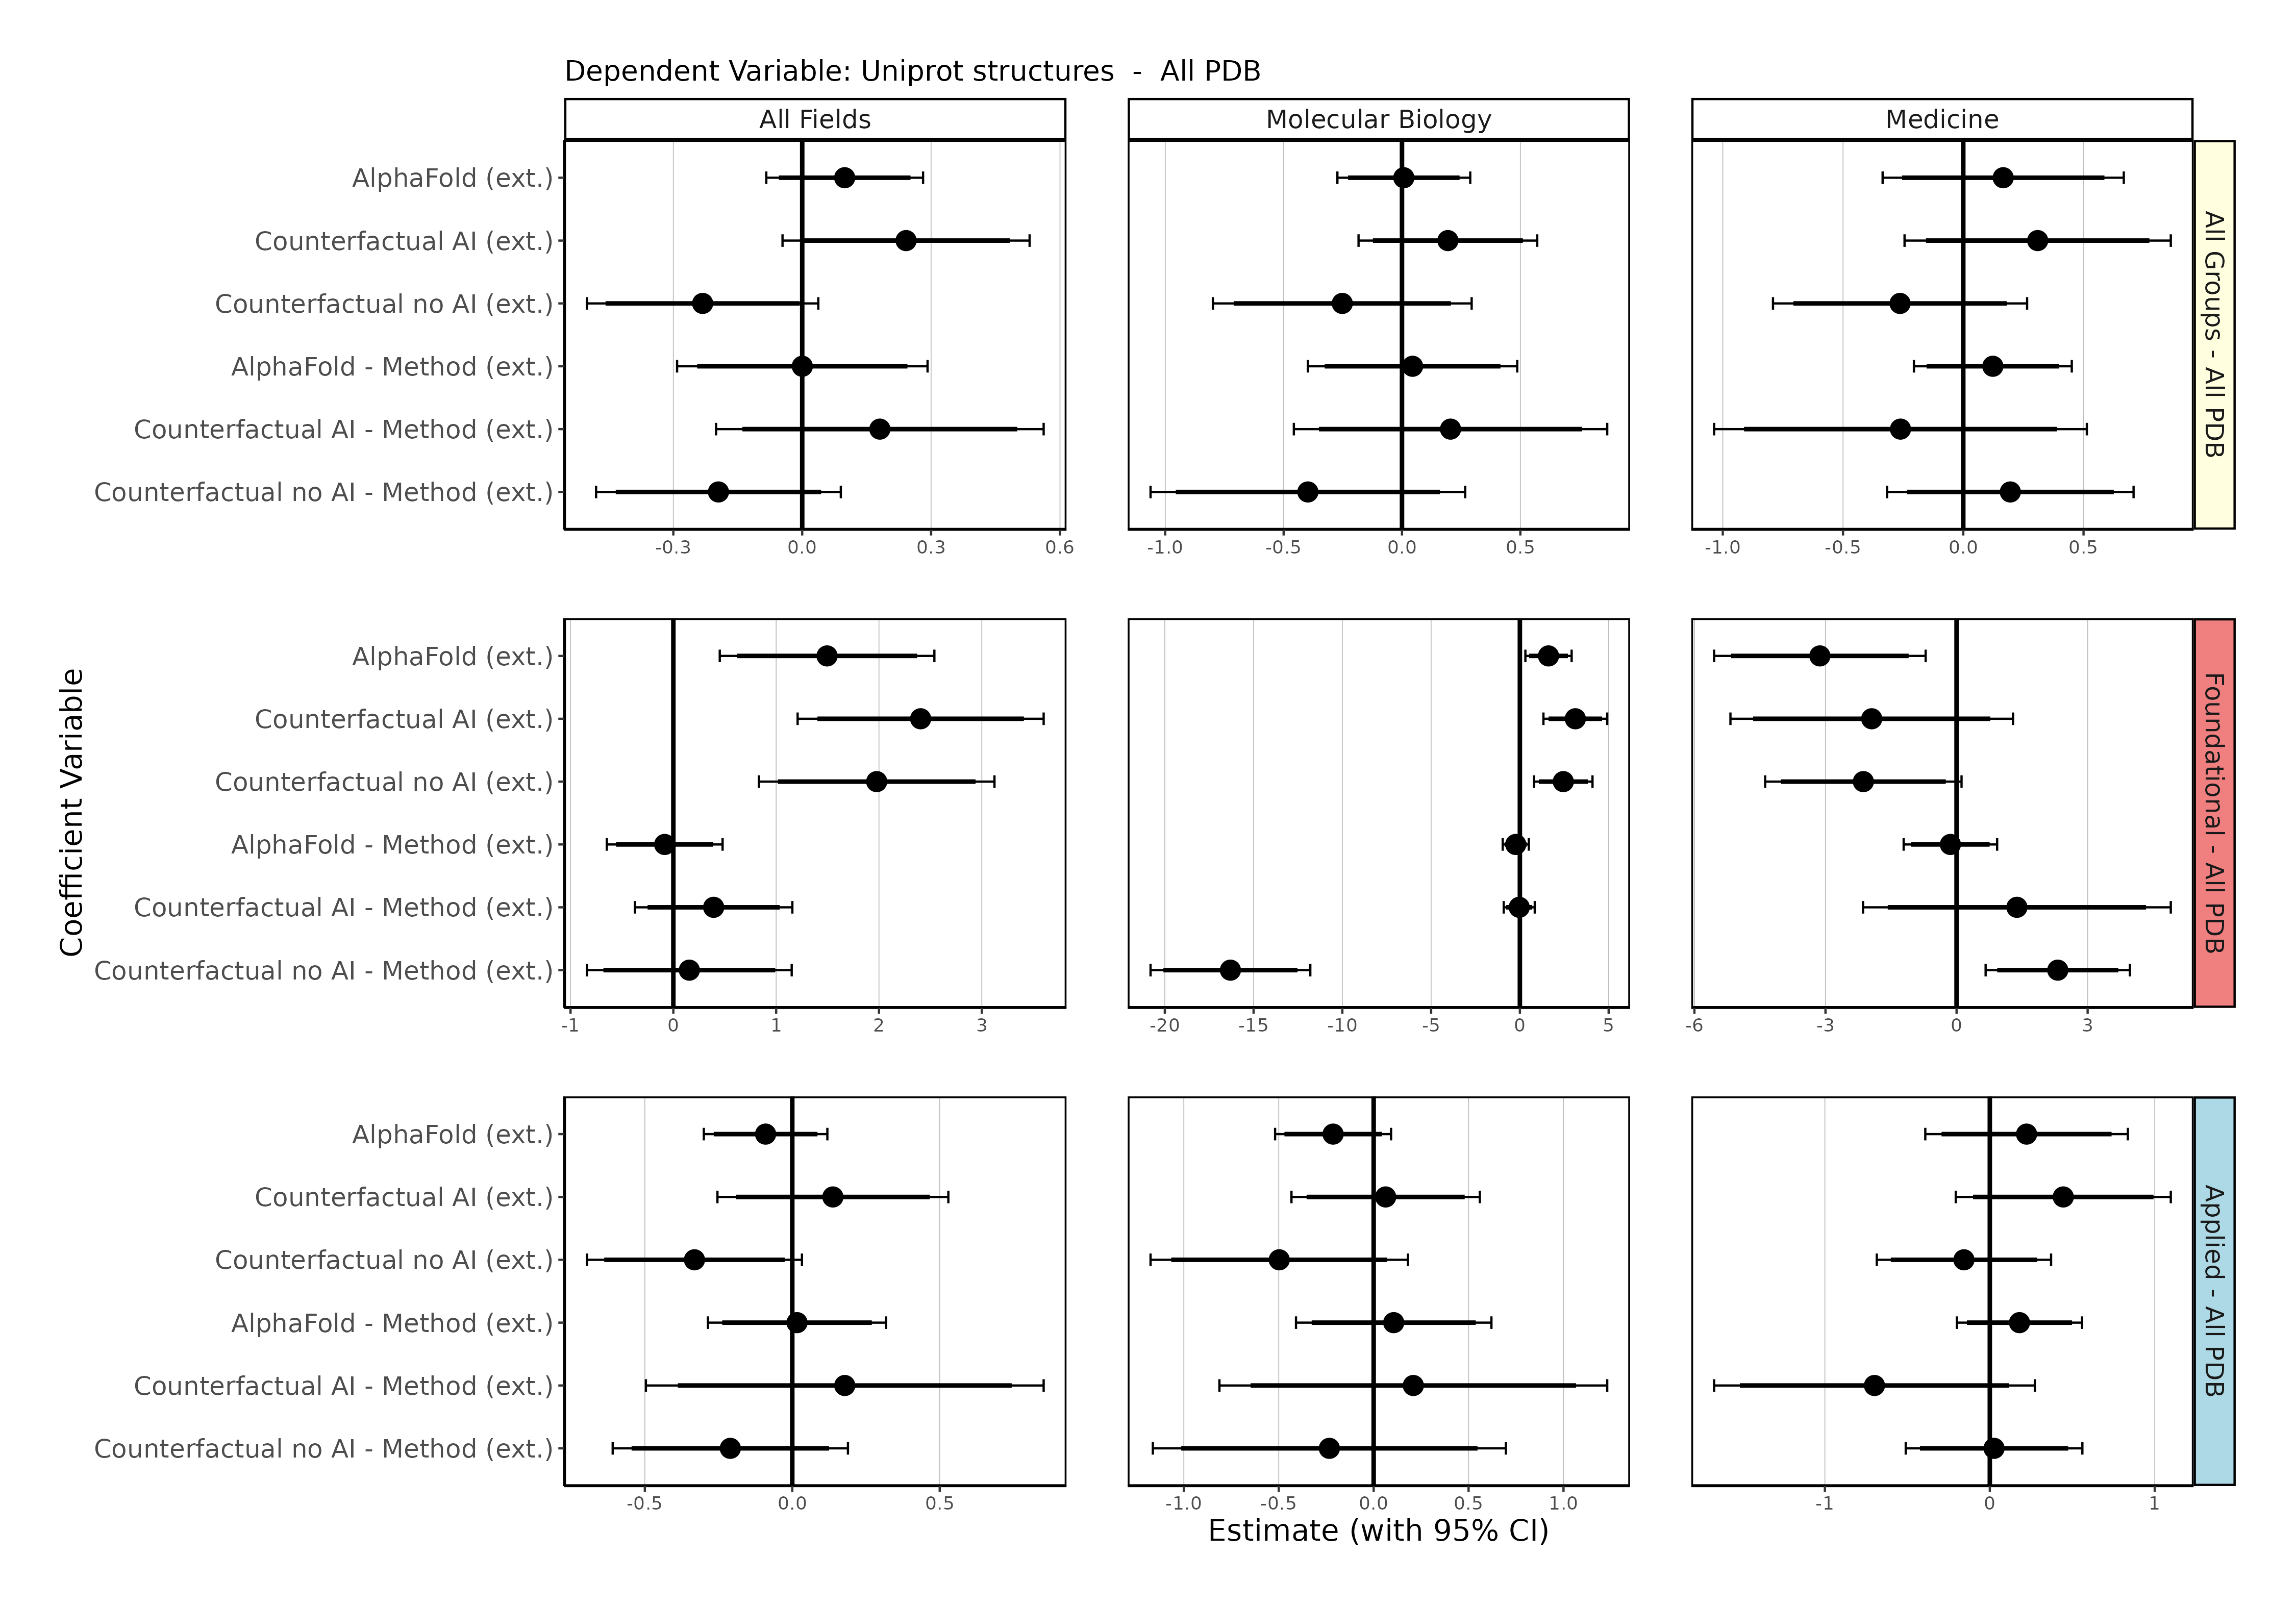 Dependent Variable: Uniprot structures - All PDB
All Fields
Molecular Biology
Medicine
AlphaFold (ext.)
Counterfactual AI (ext.)
Counterfactual no AI (ext.)
AlphaFold - Method (ext.)
Counterfactual AI - Method (ext.)
Counterfactual no AI - Method (ext.)
-0.3 0.0 0.3 0.6
-1.0 -0.5 0.0 0.5
-1.0 -0.5 0.0 0.5
All Groups - All PDB
Coefficient Variable
AlphaFold (ext.)
Counterfactual AI (ext.)
Counterfactual no AI (ext.)
AlphaFold - Method (ext.)
Counterfactual AI - Method (ext.)
Counterfactual no AI - Method (ext.)
-1 0 1 2 3
-20 -15 -10 -5 0 5
-6 -3 0 3
Foundational - All PDB
AlphaFold (ext.)
Counterfactual AI (ext.)
Counterfactual no AI (ext.)
AlphaFold - Method (ext.)
Counterfactual AI - Method (ext.)
Counterfactual no AI - Method (ext.)
-0.5 0.0 0.5
-1.0 -0.5 0.0 0.5 1.0
-1 0 1
Applied - All PDB
Estimate (with 95% CI)